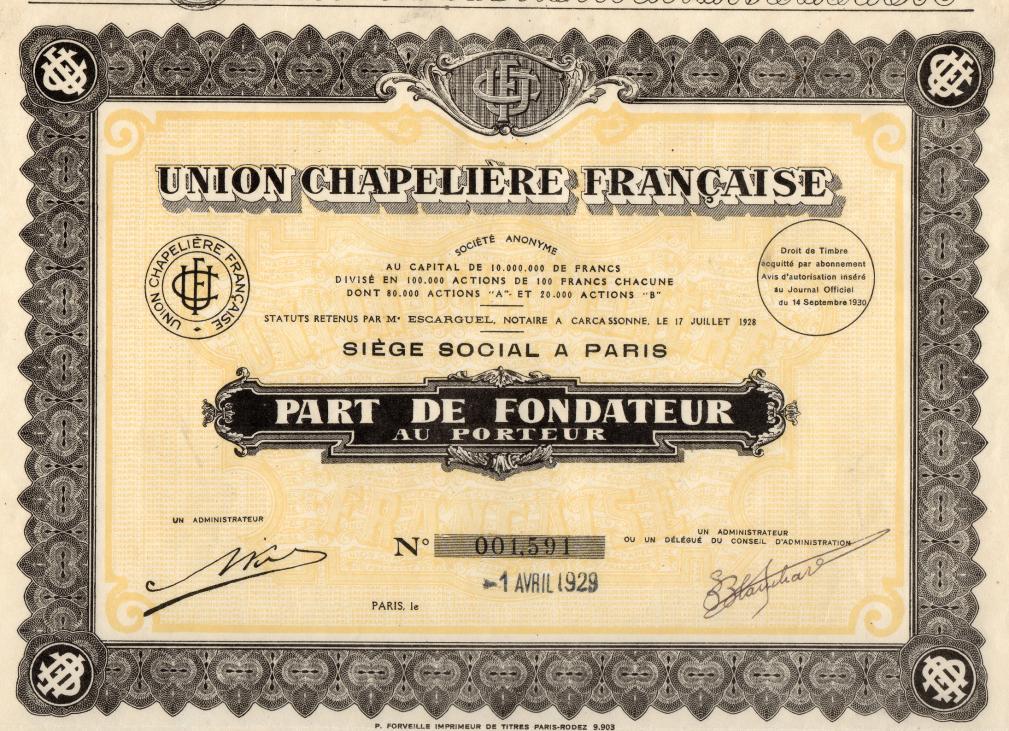 UNION CHAPELIÈRE FRANÇAISE
SOCIÉTÉ ANONYME
AU CAPITAL DE 10.000.000 DE FRANCS
DIVISÉ EN 100.000 ACTIONS DE 100 FRANCS CHACUNE
DONT 80.000 ACTIONS "A" ET 20.000 ACTIONS "B"
UNION CHAPELIÈRE FRANÇAISE
Droit de Timbre
acquitté par abonnement
Avis d'autorisation inséré
au Journal Officiel
du 14 Septembre 1930
STATUTS RETENUS PAR Me ESCARGUEL, NOTAIRE A CARCASSONNE, LE 17 JUILLET 1928
SIÈGE SOCIAL A PARIS
PART DE FONDATEUR
AU PORTEUR
UN ADMINISTRATEUR
No 001,591
UN ADMINISTRATEUR
OU UN DÉLÉGUÉ DU CONSEIL D'ADMINISTRATION
-1 AVRIL 1929
PARIS, le
P. FORVEILLE IMPRIMEUR DE TITRES PARIS-RODEZ 9.903